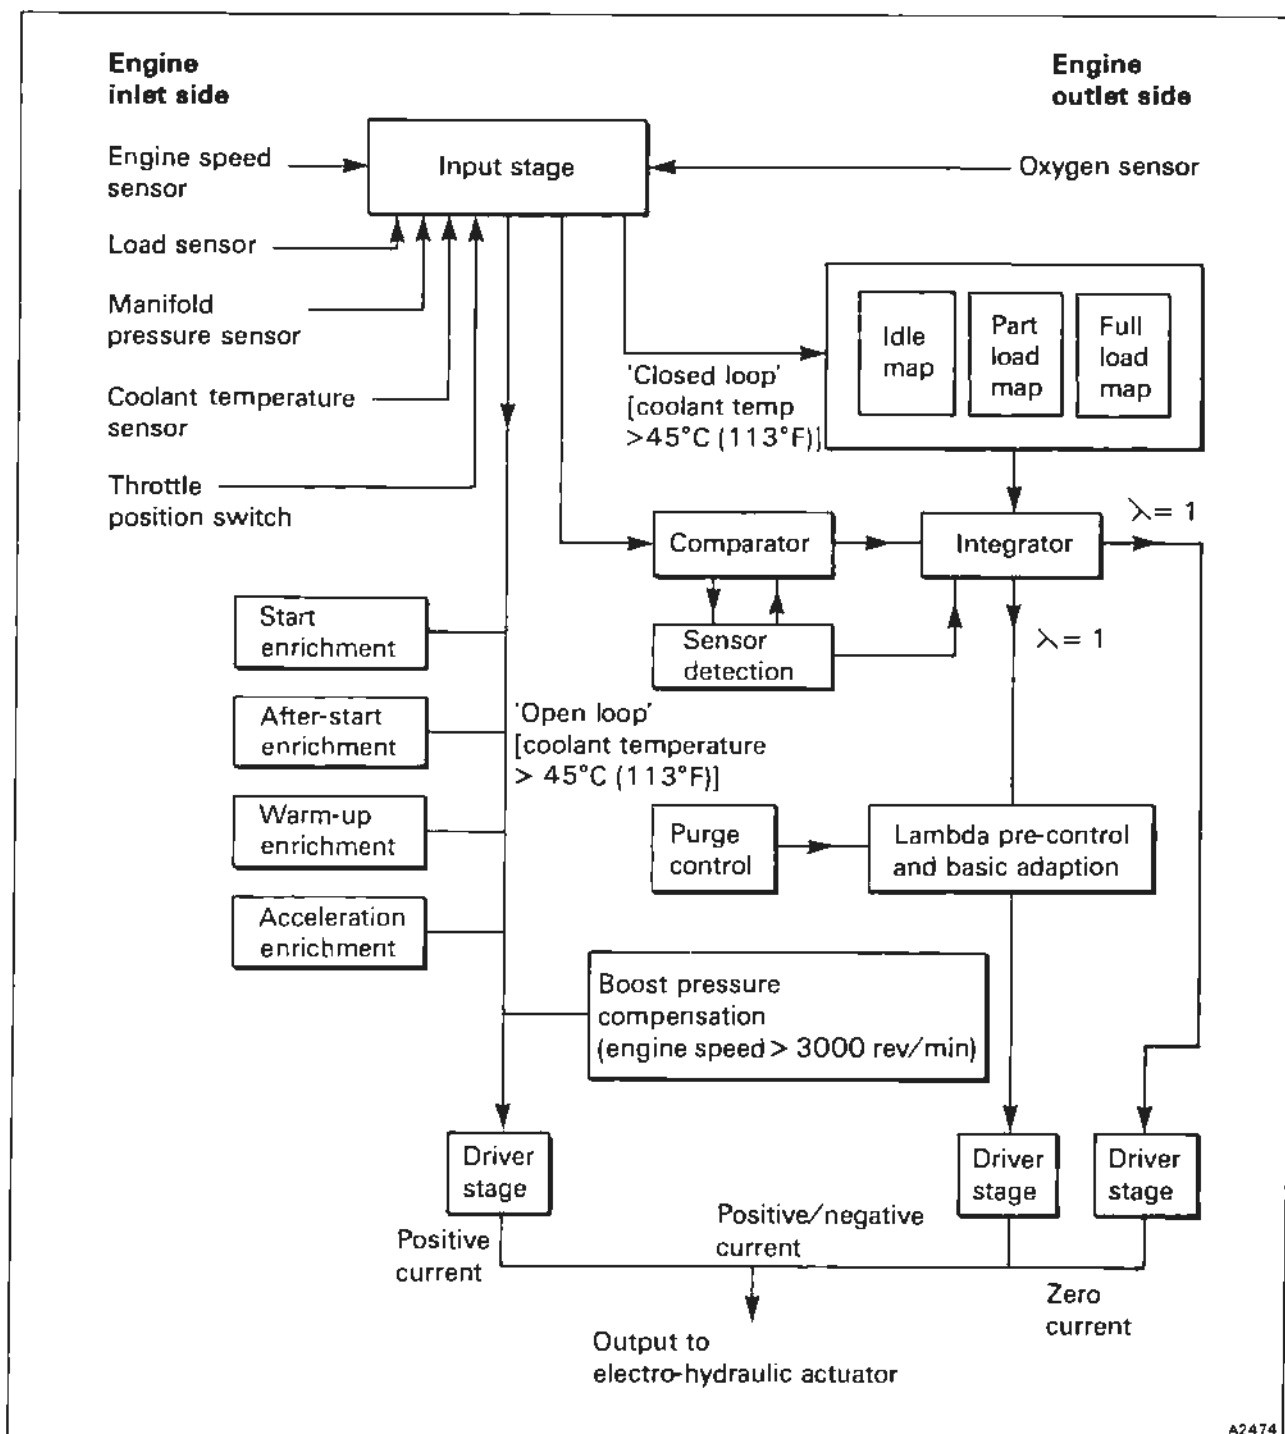 Engine
inlet side
Engine
outlet side
Engine speed
sensor
Input stage
Oxygen sensor
Load sensor
Manifold
pressure sensor
Coolant temperature
sensor
Throttle
position switch
Idle
map
Part
load
map
Full
load
map
'Closed loop'
[coolant temp
>45°C (113°F)]
Comparator
Integrator
λ = 1
Sensor
detection
λ = 1
Start
enrichment
After-start
enrichment
Warm-up
enrichment
Acceleration
enrichment
'Open loop'
[coolant temperature
> 45°C (113°F)]
Purge
control
Lambda pre-control
and basic adaption
Boost pressure
compensation
(engine speed > 3000 rev/min)
Driver
stage
Driver
stage
Driver
stage
Positive
current
Positive/negative
current
Zero
current
Output to
electro-hydraulic actuator
A2474